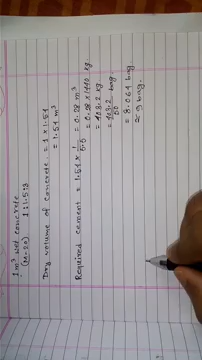 1 m³ wet concrete
(M-20) 1:1.5:3
Dry volume of concrete = 1 × 1.54
= 1.54 m³
Required cement = 1.54 × 1/5.5 = 0.28 m³
= 0.28 × 1440 kg
= 403.2 kg
= 403.2/50 bag
= 8.064 bag
≈ 9 bag.